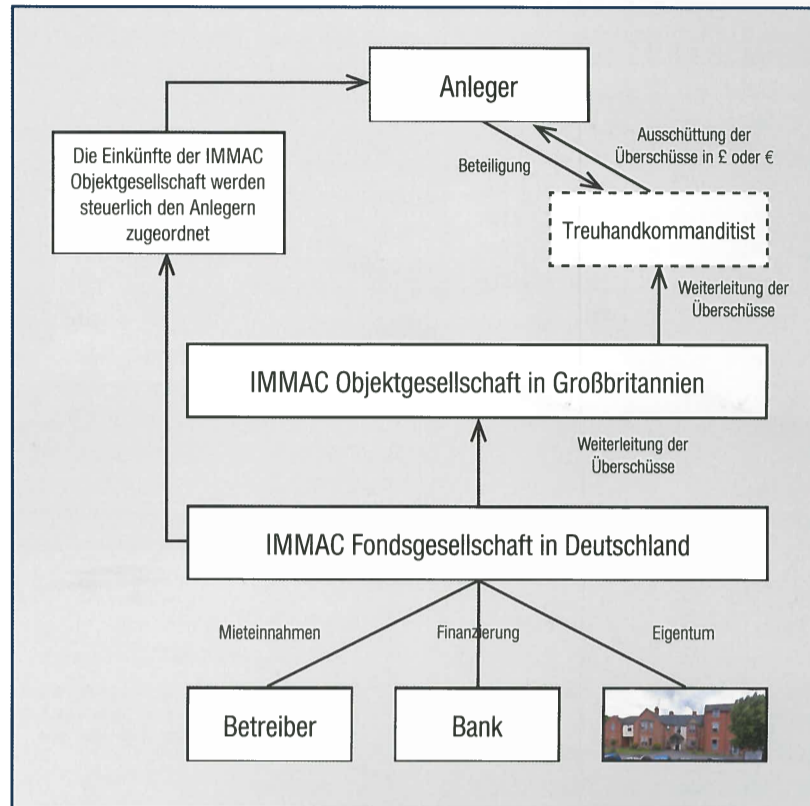 Anleger
Ausschüttung der
Überschüsse in £ oder €
Beteiligung
Die Einkünfte der IMMAC
Objektgesellschaft werden
steuerlich den Anlegern
zugeordnet
Treuhandkommanditist
Weiterleitung der
Überschüsse
IMMAC Objektgesellschaft in Großbritannien
Weiterleitung der
Überschüsse
IMMAC Fondsgesellschaft in Deutschland
Mieteinnahmen
Finanzierung
Eigentum
Betreiber
Bank